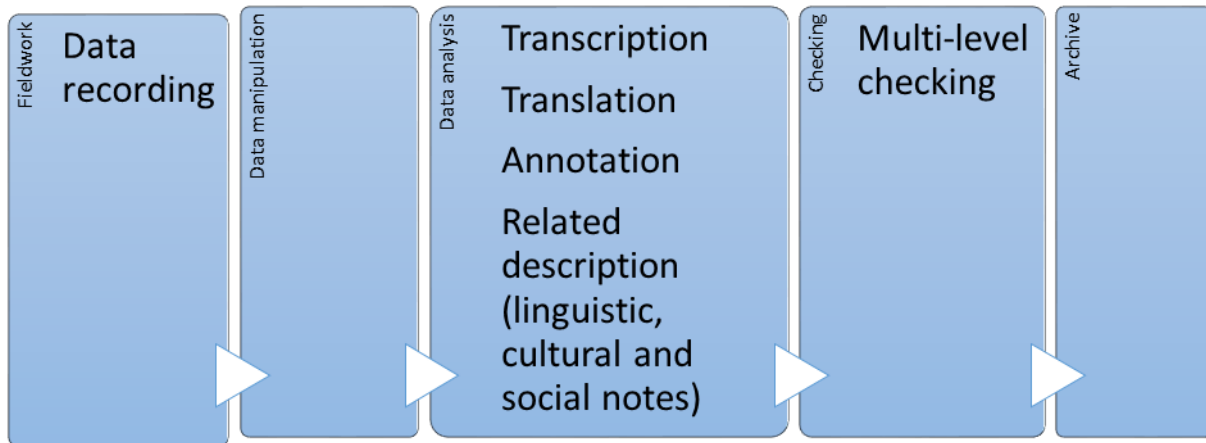 Fieldwork
Data
recording
Data manipulation
Data analysis
Transcription
Translation
Annotation
Related
description
(linguistic,
cultural and
social notes)
Checking
Multi-level
checking
Archive